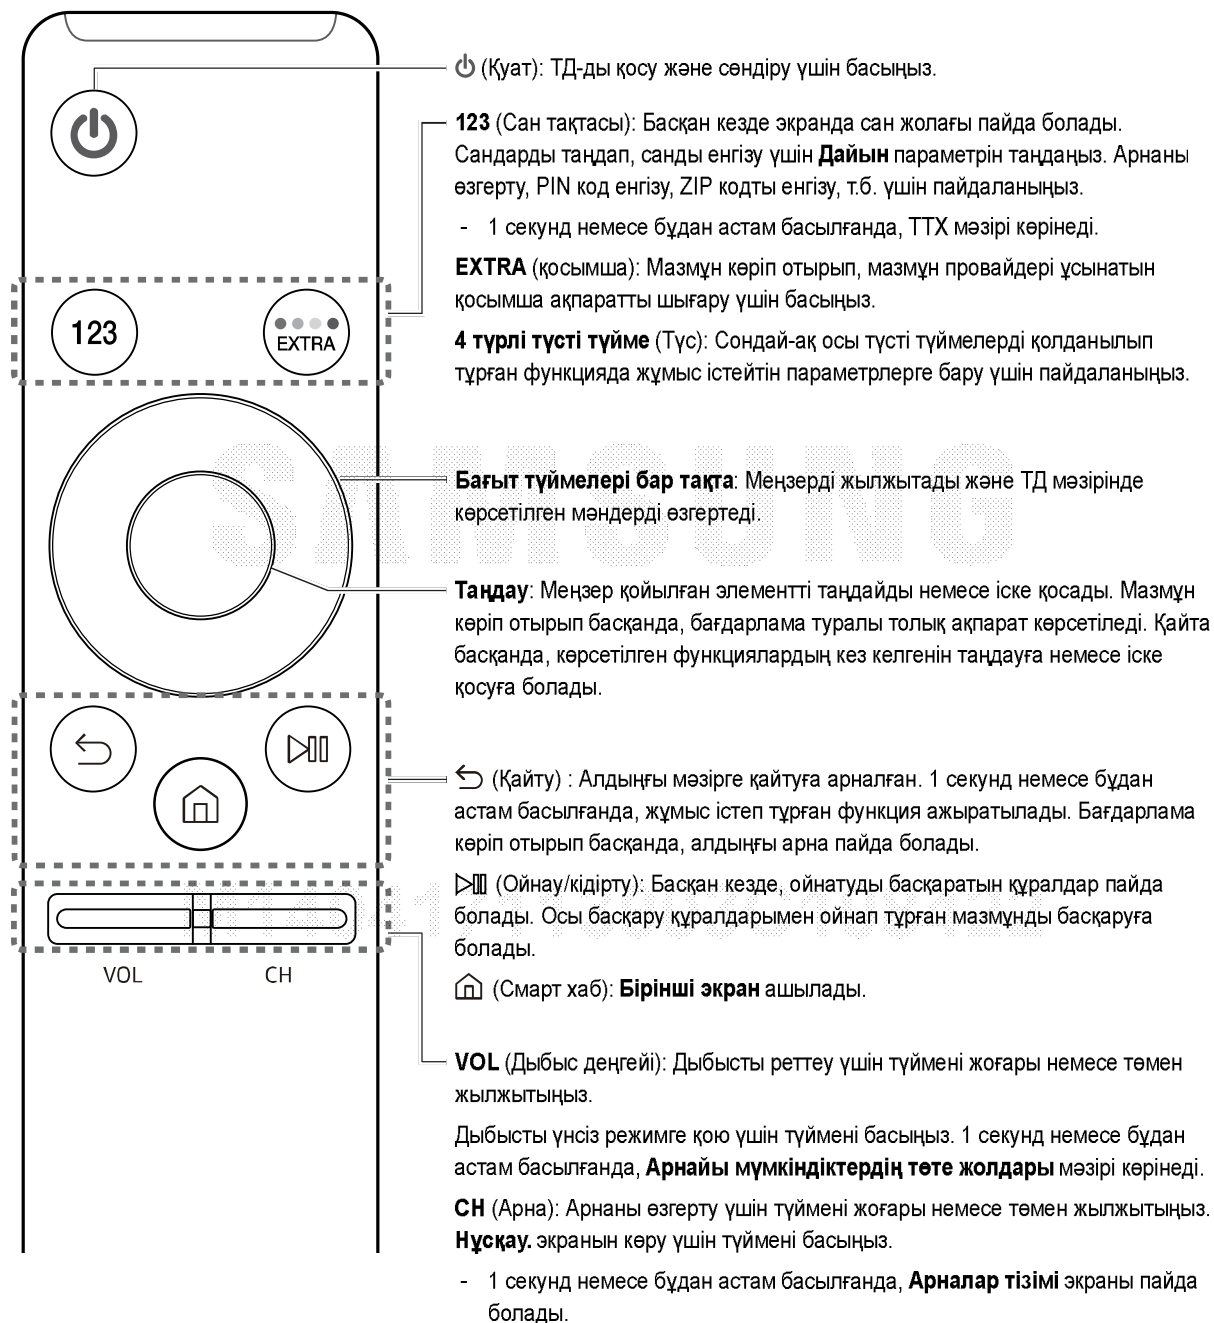 (Қуат): ТД-ды қосу және сөндіру үшін басыңыз.
123 (Сан тақтасы): Басқан кезде экранда сан жолағы пайда болады.
Сандарды таңдап, санды енгізу үшін Дайын параметрін таңдаңыз. Арнаны
өзгерту, PIN код енгізу, ZIP кодты енгізу, т.б. үшін пайдаланыңыз.
- 1 секунд немесе бұдан астам басылғанда, TTX мәзірі көрінеді.
EXTRA (қосымша): Мазмұн көріп отырып, мазмұн провайдері ұсынатын
қосымша ақпаратты шығару үшін басыңыз.
4 түрлі түсті түйме (Түс): Сондай-ақ осы түсті түймелерді қолданылып
тұрған функцияда жұмыс істейтін параметрлерге бару үшін пайдаланыңыз.
123
EXTRA
SAMSUNG
Бағыт түймелері бар тақта: Меңзерді жылжытады және ТД мәзірінде
көрсетілген мәндерді өзгертеді.
Таңдау: Меңзер қойылған элементті таңдайды немесе іске қосады. Мазмұн
көріп отырып басқанда, бағдарлама туралы толық ақпарат көрсетіледі. Қайта
басқанда, көрсетілген функциялардың кез келгенін таңдауға немесе іске
қосуға болады.
(Қайту) : Алдыңғы мәзірге қайтуға арналған. 1 секунд немесе бұдан
астам басылғанда, жұмыс істеп тұрған функция ажыратылады. Бағдарлама
көріп отырып басқанда, алдыңғы арна пайда болады.
(Ойнау/кідірту): Басқан кезде, ойнатуды басқаратын құралдар пайда
болады. Осы басқару құралдарымен ойнап тұрған мазмұнды басқаруға
болады.
(Смарт хаб): Бірінші экран ашылады.
VOL
CH
VOL (Дыбыс деңгейі): Дыбысты реттеу үшін түймені жоғары немесе төмен
жылжытыңыз.
Дыбысты үнсіз режимге қою үшін түймені басыңыз. 1 секунд немесе бұдан
астам басылғанда, Арнайы мүмкіндіктердің төте жолдары мәзірі көрінеді.
CH (Арна): Арнаны өзгерту үшін түймені жоғары немесе төмен жылжытыңыз.
Нұсқау. экранын көру үшін түймені басыңыз.
- 1 секунд немесе бұдан астам басылғанда, Арналар тізімі экраны пайда
болады.